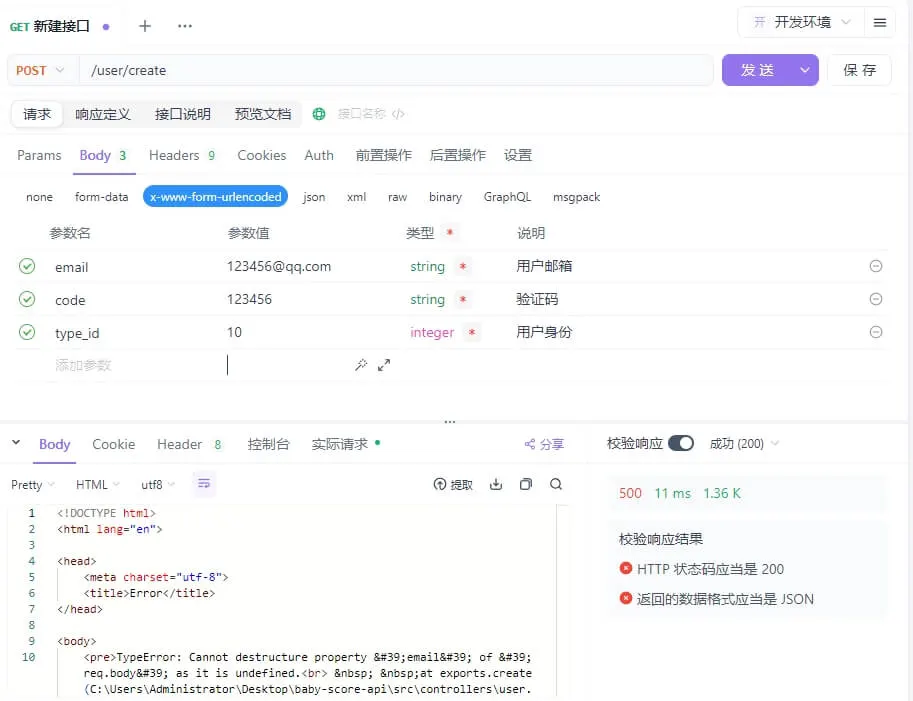 GET 新建接口
开 开发环境
POST /user/create 发 送 保 存
请求 响应定义 接口说明 预览文档 接口名称 </>
Params Body 3 Headers 9 Cookies Auth 前置操作 后置操作 设置
none form-data x-www-form-urlencoded json xml raw binary GraphQL msgpack
参数名 参数值 类型 * 说明
email 123456@qq.com string * 用户邮箱
code 123456 string * 验证码
type_id 10 integer * 用户身份
添加参数
Body Cookie Header 8 控制台 实际请求 分享 校验响应 成功 (200)
Pretty HTML utf8 提取
500 11 ms 1.36 K
校验响应结果
HTTP 状态码应当是 200
返回的数据格式应当是 JSON
1 <!DOCTYPE html>
2 <html lang="en">
3
4 <head>
5 <meta charset="utf-8">
6 <title>Error</title>
7 </head>
8
9 <body>
10 <pre>TypeError: Cannot destructure property &#39;email&#39; of &#39;
req.body&#39; as it is undefined.<br> &nbsp; &nbsp;at exports.create
(C:\Users\Administrator\Desktop\baby-score-api\src\controllers\user.